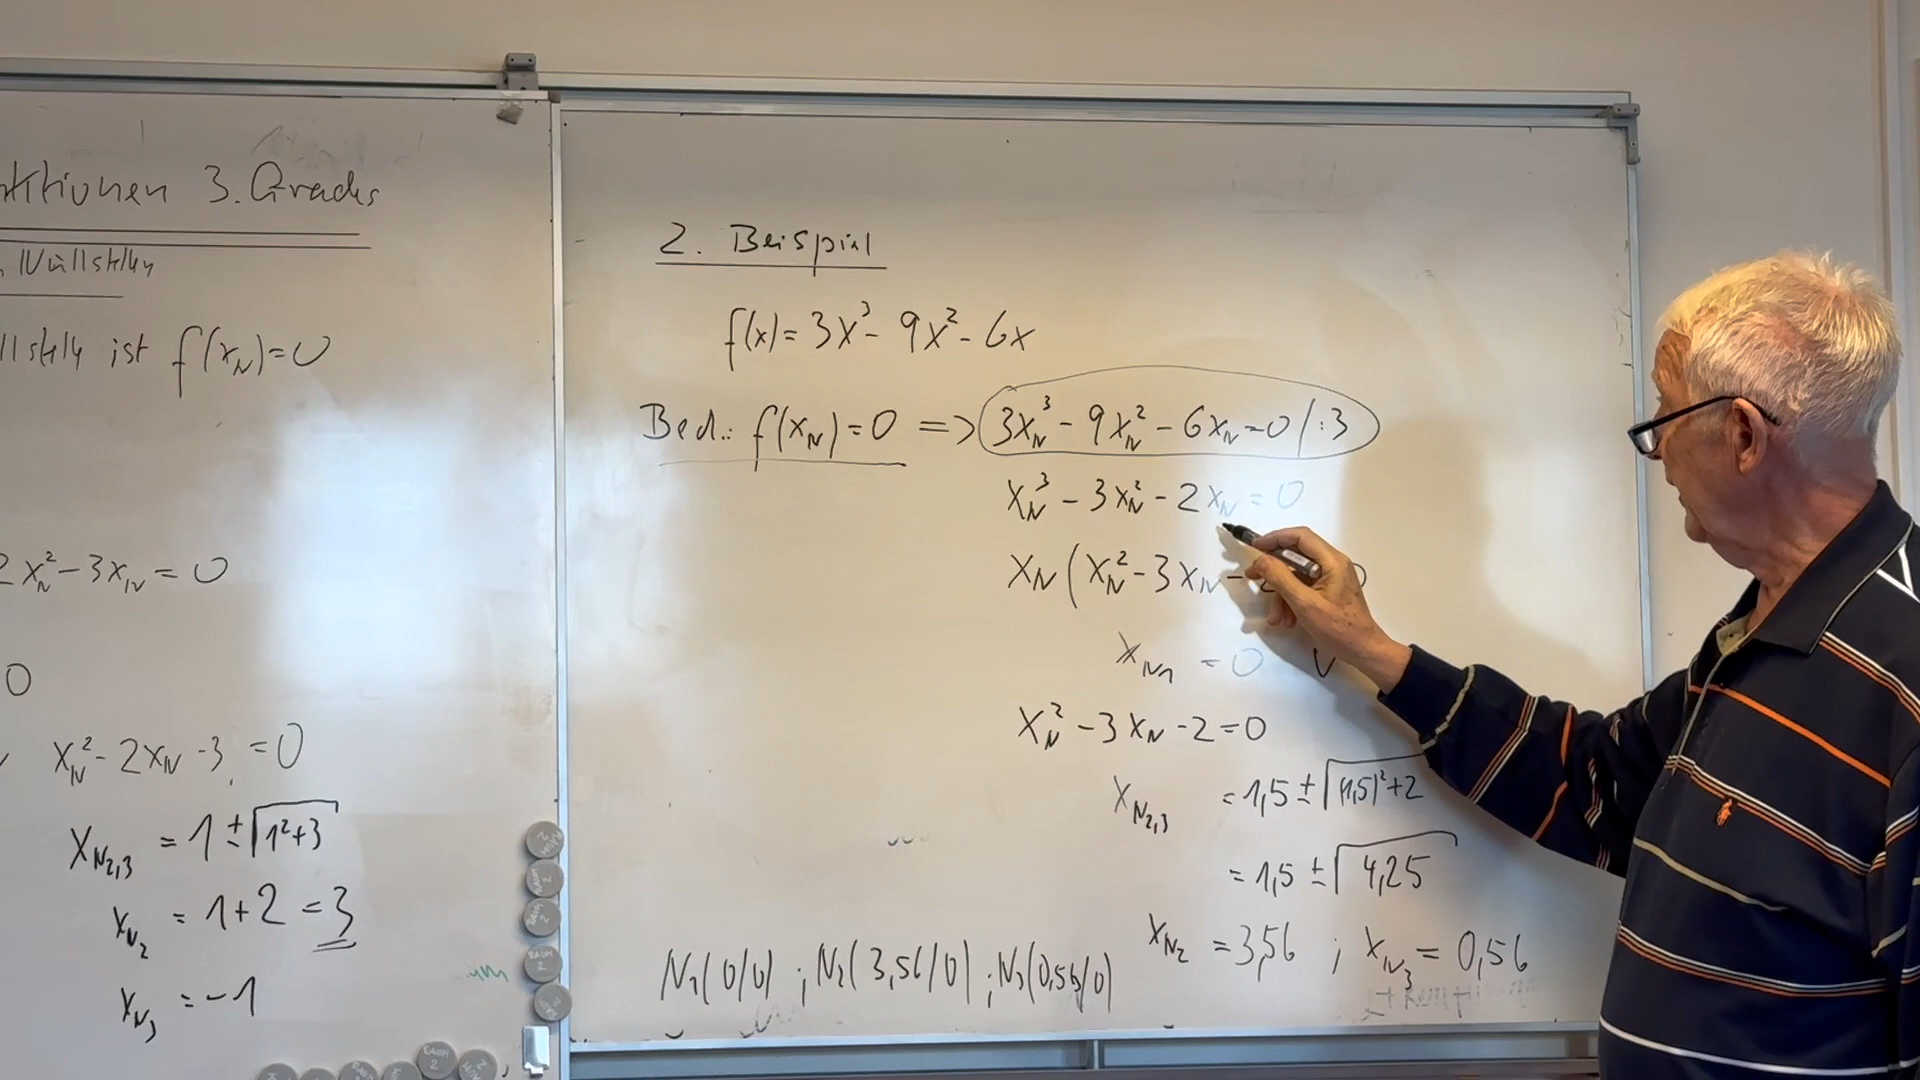 3. Grades
ist f(x_N)=0
2x_N² - 3x_N = 0
0
x_N² - 2x_N - 3 = 0
x_N2,3 = 1 ± √(1²+3)
x_N2 = 1+2 = 3
x_N3 = -1
2. Beispiel
f(x) = 3x³ - 9x² - 6x
Bed.: f(x_N)=0 => 3x_N³ - 9x_N² - 6x_N = 0 /:3
x_N³ - 3x_N² - 2x_N = 0
x_N (x_N² - 3x_N -
x_N1 = 0 ∨
x_N² - 3x_N - 2 = 0
x_N2,3 = 1,5 ± √((1,5)²+2)
= 1,5 ± √4,25
x_N2 = 3,56 ; x_N3 = 0,56
N1(0/0) ; N2(3,56/0) ; N3(0,56/0)
RAUM 2